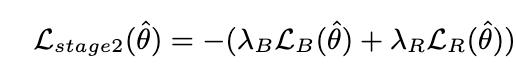 ℒ_{stage2}(θ̂) = −(λ_B ℒ_B(θ̂) + λ_R ℒ_R(θ̂))